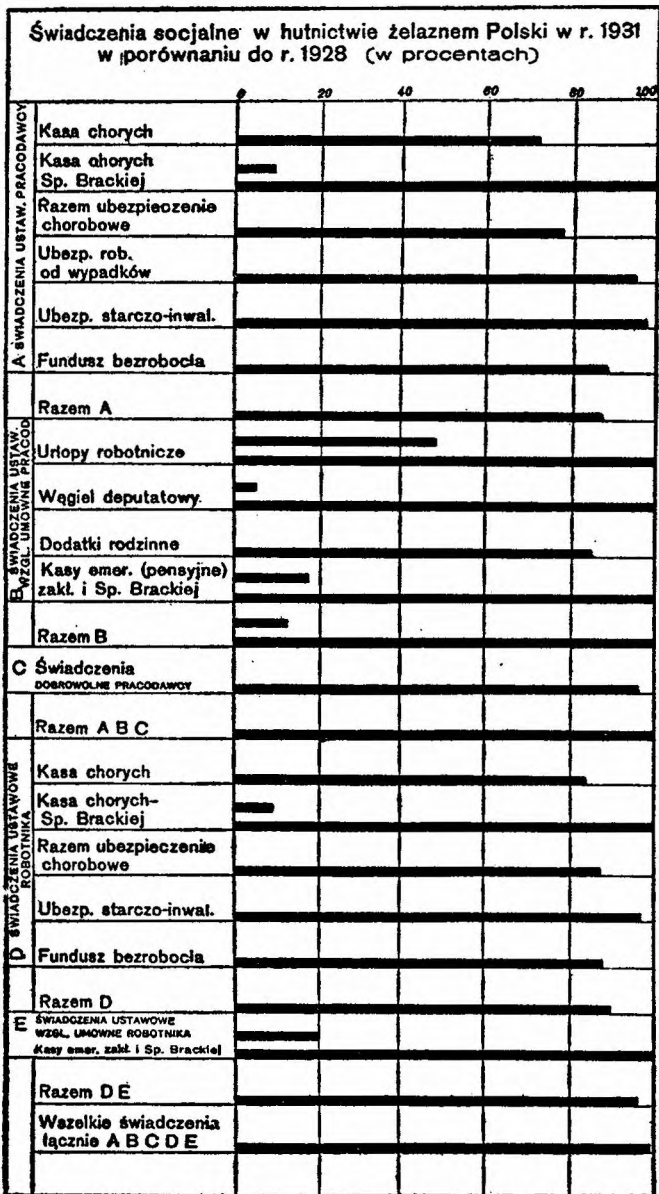 Świadczenia socjalne w hutnictwie żelaznem Polski w r. 1931
w porównaniu do r. 1928 (w procentach)
0 20 40 60 80 100
A ŚWIADCZENIA USTAW. PRACODAWCY
Kasa chorych
Kasa chorych
Sp. Brackiej
Razem ubezpieczenie
chorobowe
Ubezp. rob.
od wypadków
Ubezp. starczo-inwal.
Fundusz bezrobocia
Razem A
B ŚWIADCZENIA USTAW.
WZGL. UMOWNE PRACOD
Urlopy robotnicze
Węgiel deputatowy.
Dodatki rodzinne
Kasy emer. (pensyjne)
zakł. i Sp. Brackiej
Razem B
C Świadczenia
DOBROWOLNE PRACODAWCY
Razem A B C
D ŚWIADCZENIA USTAWOWE
ROBOTNIKA
Kasa chorych
Kasa chorych-
Sp. Brackiej
Razem ubezpieczenie
chorobowe
Ubezp. starczo-inwal.
Fundusz bezrobocia
Razem D
E ŚWIADCZENIA USTAWOWE
WZGL. UMOWNE ROBOTNIKA
Kasy emer. zakł. i Sp. Brackiej
Razem D E
Wszelkie świadczenia
łącznie A B C D E